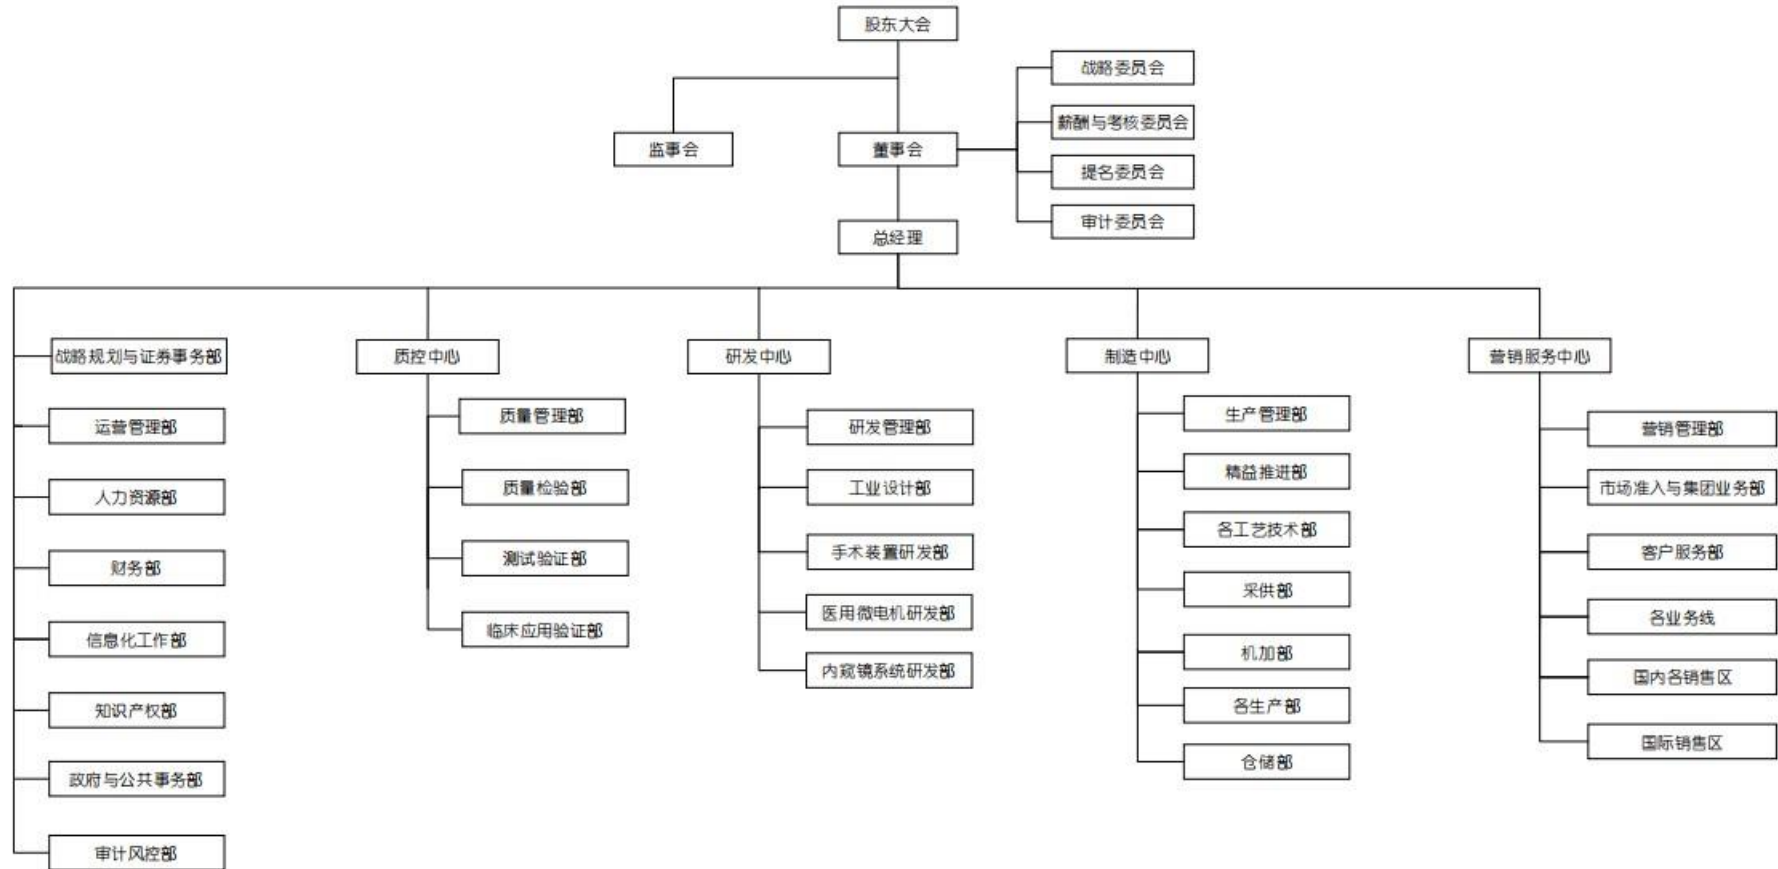 股东大会
战略委员会
薪酬与考核委员会
监事会
董事会
提名委员会
审计委员会
总经理
战略规划与证券事务部
运营管理部
人力资源部
财务部
信息化工作部
知识产权部
政府与公共事务部
审计风控部
质控中心
质量管理部
质量检验部
测试验证部
临床应用验证部
研发中心
研发管理部
工业设计部
手术装置研发部
医用微电机研发部
内窥镜系统研发部
制造中心
生产管理部
精益推进部
各工艺技术部
采供部
机加部
各生产部
仓储部
营销服务中心
营销管理部
市场准入与集团业务部
客户服务部
各业务线
国内各销售区
国际销售区